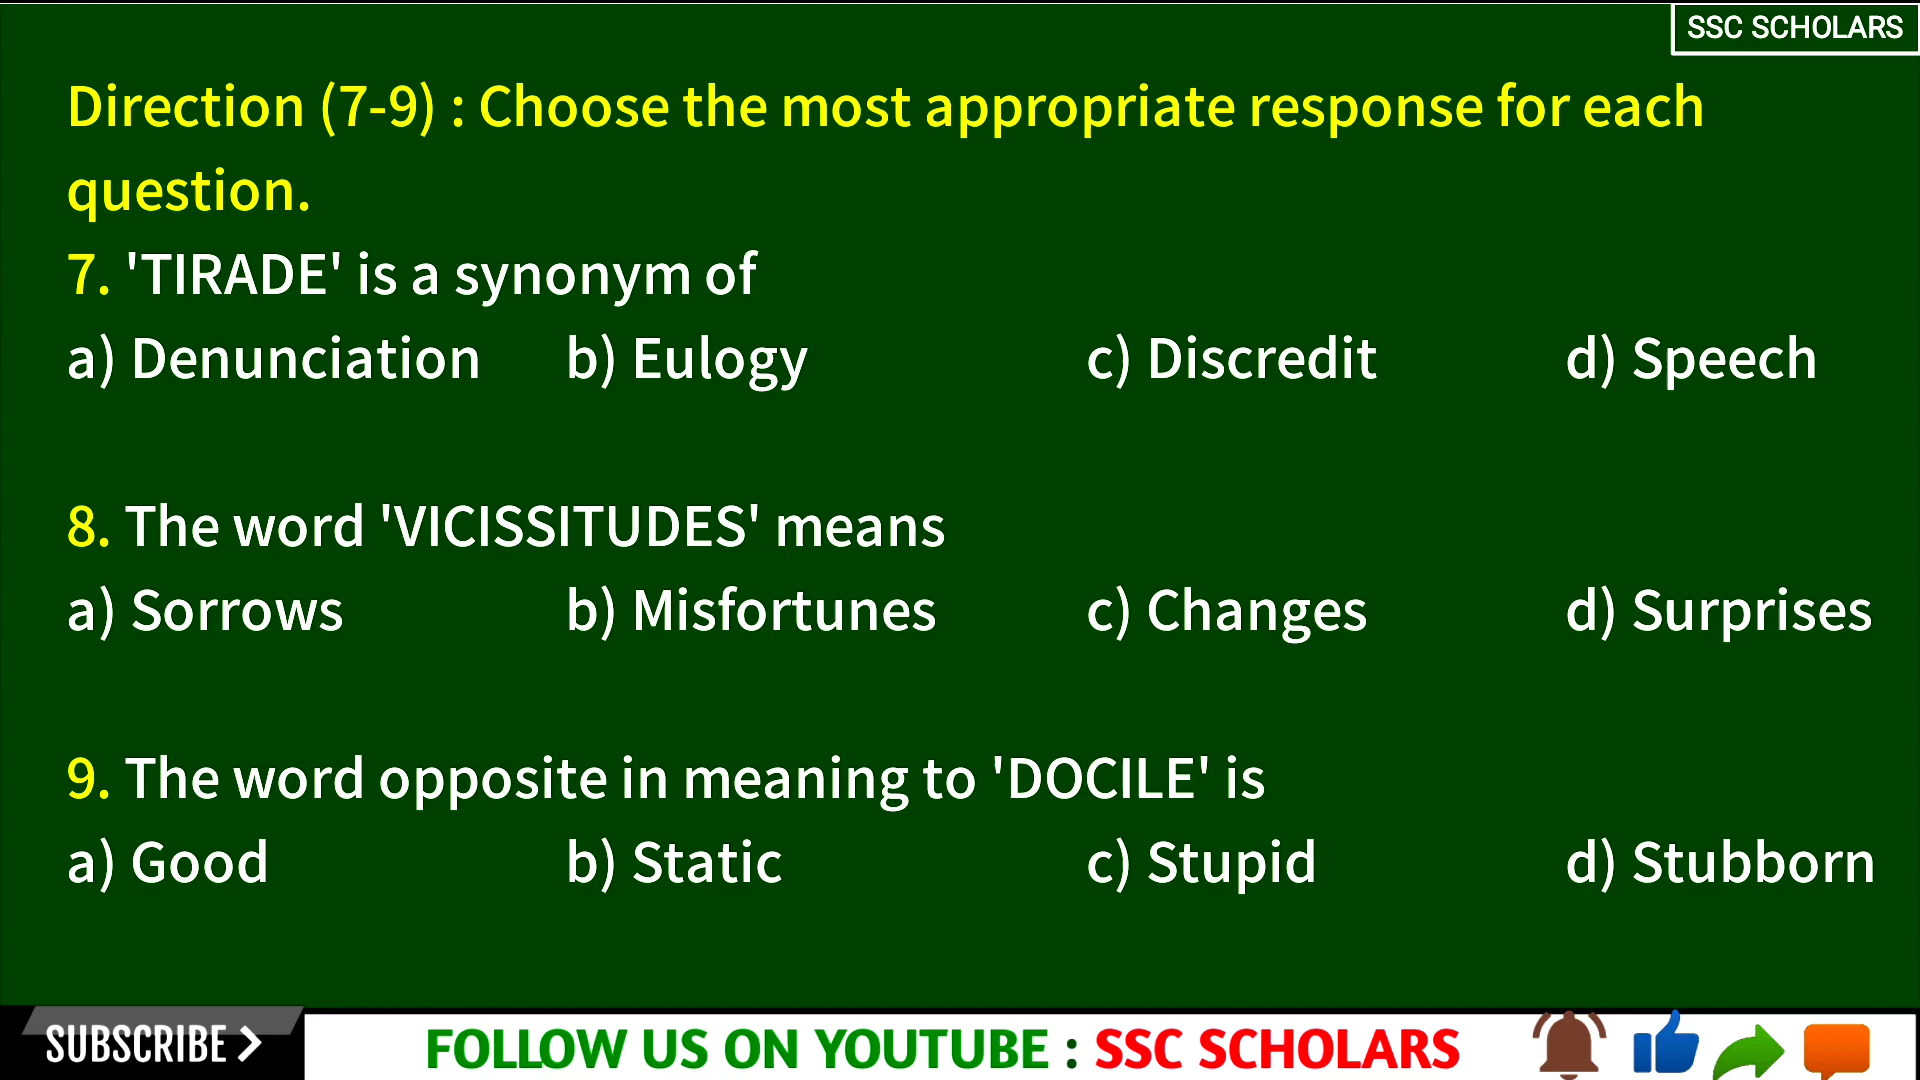 SSC SCHOLARS
Direction (7-9) : Choose the most appropriate response for each
question.
7. 'TIRADE' is a synonym of
a) Denunciation b) Eulogy c) Discredit d) Speech
8. The word 'VICISSITUDES' means
a) Sorrows b) Misfortunes c) Changes d) Surprises
9. The word opposite in meaning to 'DOCILE' is
a) Good b) Static c) Stupid d) Stubborn
SUBSCRIBE FOLLOW US ON YOUTUBE : SSC SCHOLARS